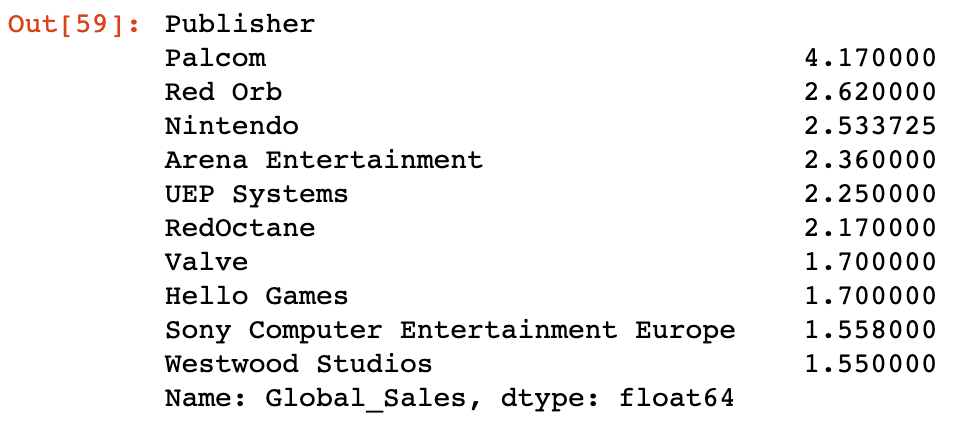 Out[59]: Publisher
Palcom 4.170000
Red Orb 2.620000
Nintendo 2.533725
Arena Entertainment 2.360000
UEP Systems 2.250000
RedOctane 2.170000
Valve 1.700000
Hello Games 1.700000
Sony Computer Entertainment Europe 1.558000
Westwood Studios 1.550000
Name: Global_Sales, dtype: float64